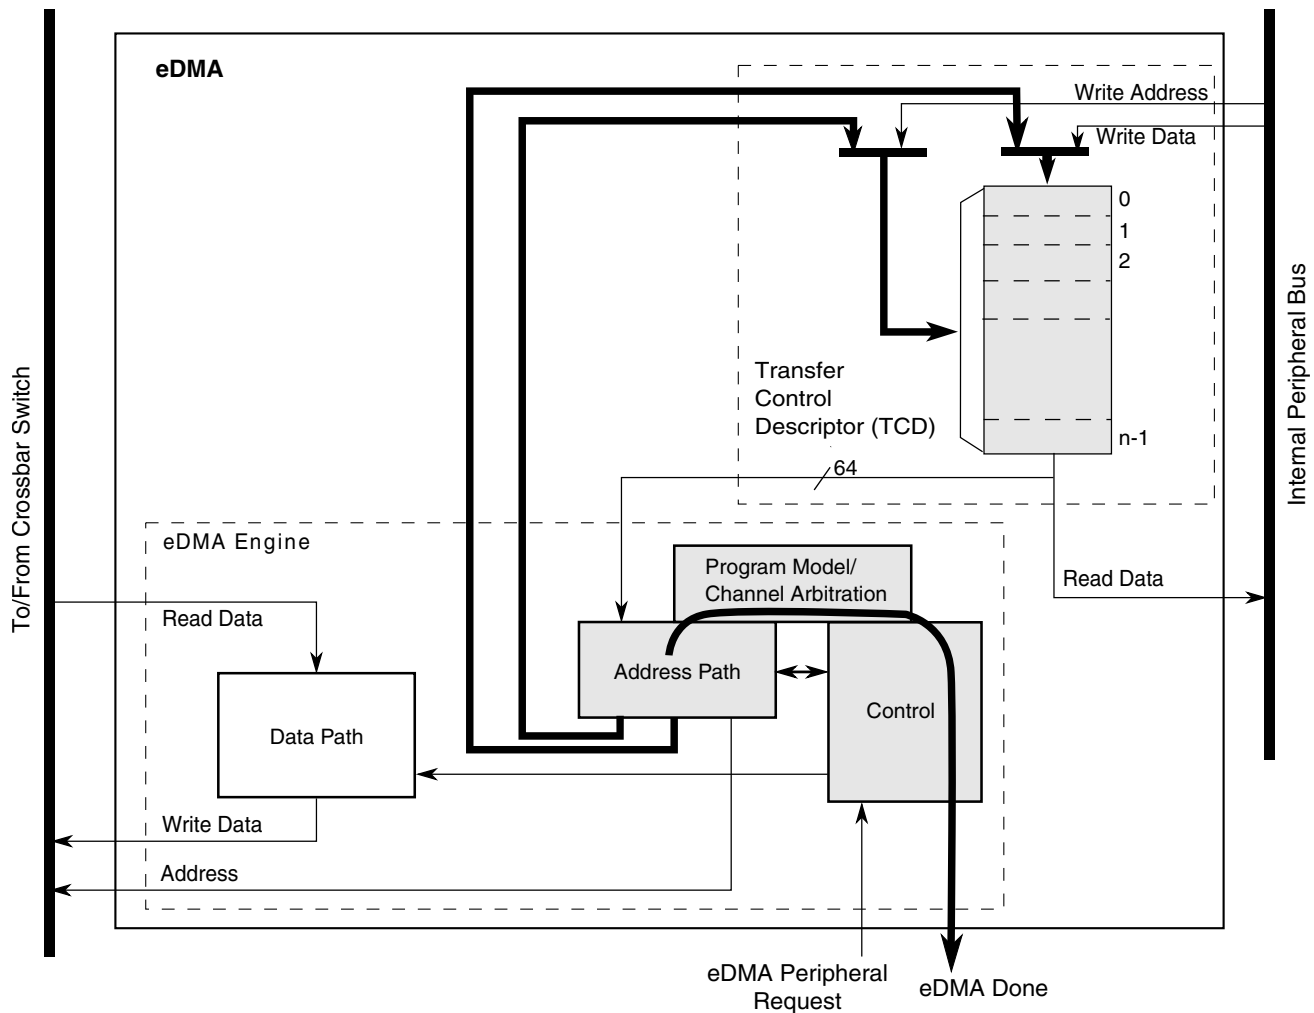 eDMA
Write Address
Write Data
0
1
2
n-1
Transfer
Control
Descriptor (TCD)
64
To/From Crossbar Switch
Internal Peripheral Bus
eDMA Engine
Program Model/
Channel Arbitration
Read Data
Read Data
Address Path
Control
Data Path
Write Data
Address
eDMA Peripheral
Request
eDMA Done